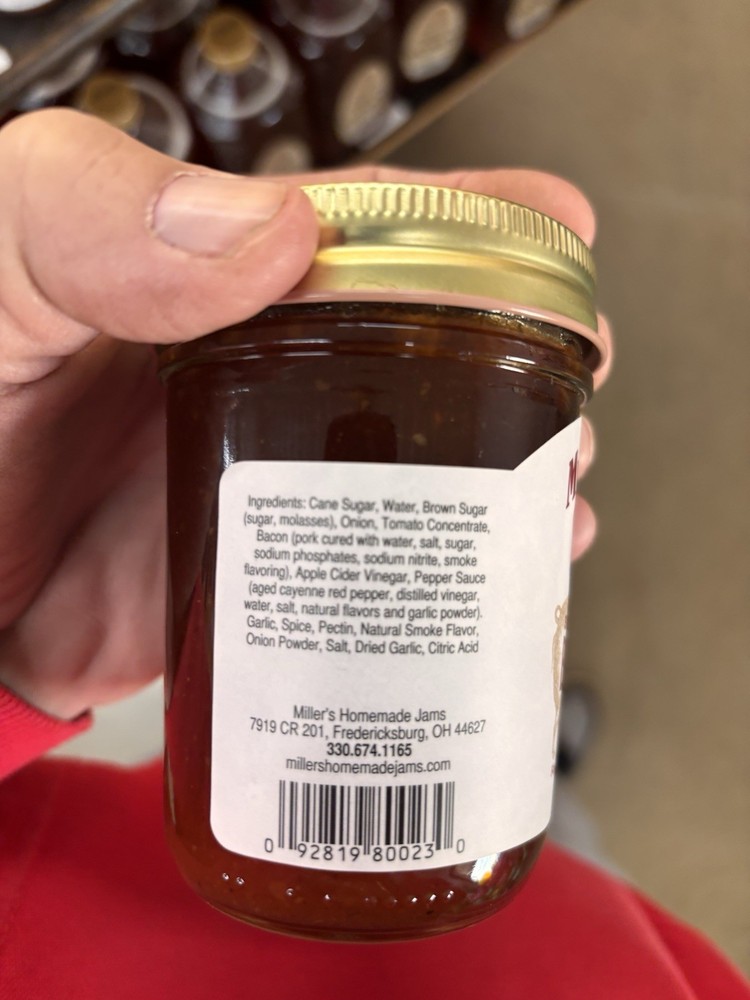 Ingredients: Cane Sugar, Water, Brown Sugar
(sugar, molasses), Onion, Tomato Concentrate,
Bacon (pork cured with water, salt, sugar,
sodium phosphates, sodium nitrite, smoke
flavoring), Apple Cider Vinegar, Pepper Sauce
(aged cayenne red pepper, distilled vinegar,
water, salt, natural flavors and garlic powder).
Garlic, Spice, Pectin, Natural Smoke Flavor,
Onion Powder, Salt, Dried Garlic, Citric Acid
Miller's Homemade Jams
7919 CR 201, Fredericksburg, OH 44627
330.674.1165
millershomemadejams.com
0 92819 80023 0